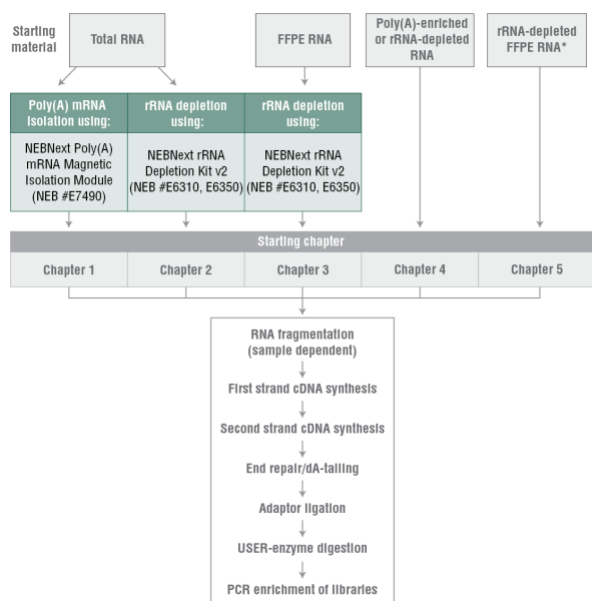 Starting
material
Total RNA
FFPE RNA
Poly(A)-enriched
or rRNA-depleted
RNA
rRNA-depleted
FFPE RNA*
Poly(A) mRNA
Isolation using:
NEBNext Poly(A)
mRNA Magnetic
Isolation Module
(NEB #E7490)
rRNA depletion
using:
NEBNext rRNA
Depletion Kit v2
(NEB #E6310, E6350)
rRNA depletion
using:
NEBNext rRNA
Depletion Kit v2
(NEB #E6310, E6350)
Starting chapter
Chapter 1
Chapter 2
Chapter 3
Chapter 4
Chapter 5
RNA fragmentation
(sample dependent)
First strand cDNA synthesis
Second strand cDNA synthesis
End repair/dA-tailing
Adaptor ligation
USER-enzyme digestion
PCR enrichment of libraries